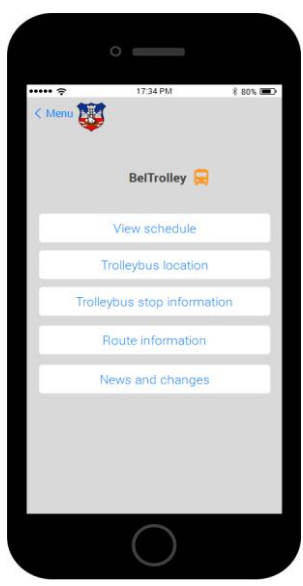 17:34 PM
80%
Menu
BelTrolley
View schedule
Trolleybus location
Trolleybus stop information
Route information
News and changes